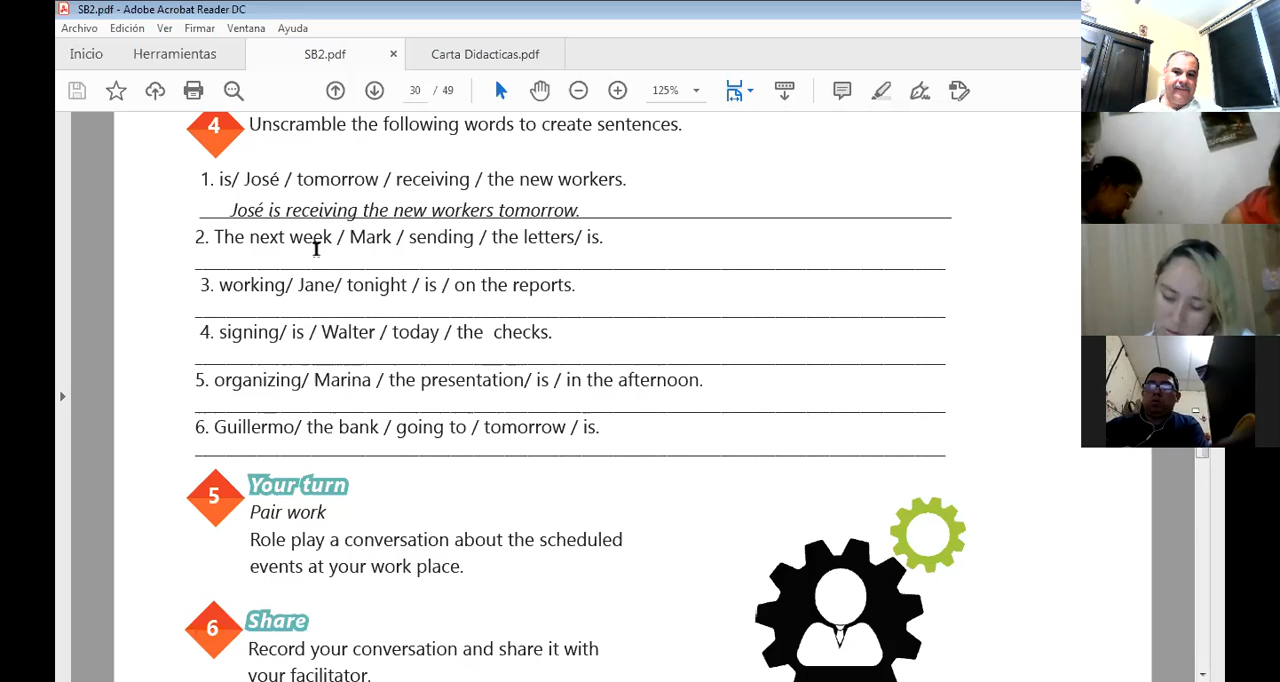 SB2.pdf - Adobe Acrobat Reader DC
Archivo Edición Ver Firmar Ventana Ayuda
Inicio Herramientas SB2.pdf × Carta Didacticas.pdf
30 / 49 125%
4 Unscramble the following words to create sentences.
1. is/ José / tomorrow / receiving / the new workers.
José is receiving the new workers tomorrow.
2. The next week / Mark / sending / the letters/ is.
3. working/ Jane/ tonight / is / on the reports.
4. signing/ is / Walter / today / the checks.
5. organizing/ Marina / the presentation/ is / in the afternoon.
6. Guillermo/ the bank / going to / tomorrow / is.
5 Your turn
Pair work
Role play a conversation about the scheduled
events at your work place.
6 Share
Record your conversation and share it with
your facilitator.